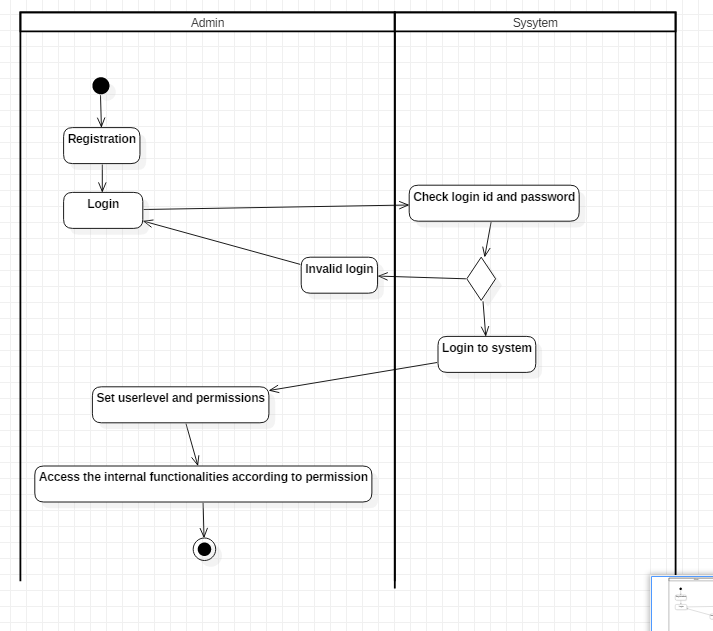 Admin
Sysytem
Registration
Login
Check login id and password
Invalid login
Login to system
Set userlevel and permissions
Access the internal functionalities according to permission